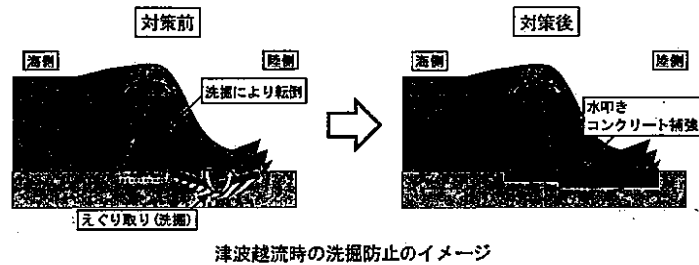 対策前
海側
陸側
洗掘により転倒
えぐり取り(洗掘)
対策後
海側
陸側
水叩き
コンクリート補強
津波越流時の洗掘防止のイメージ